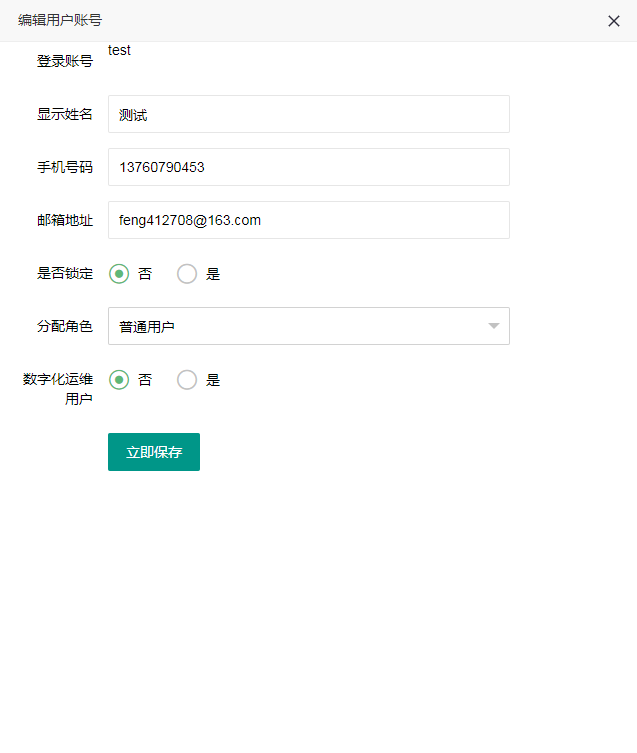 编辑用户账号
登录账号 test
显示姓名 测试
手机号码 13760790453
邮箱地址 feng412708@163.com
是否锁定 否 是
分配角色 普通用户
数字化运维 否 是
用户
立即保存